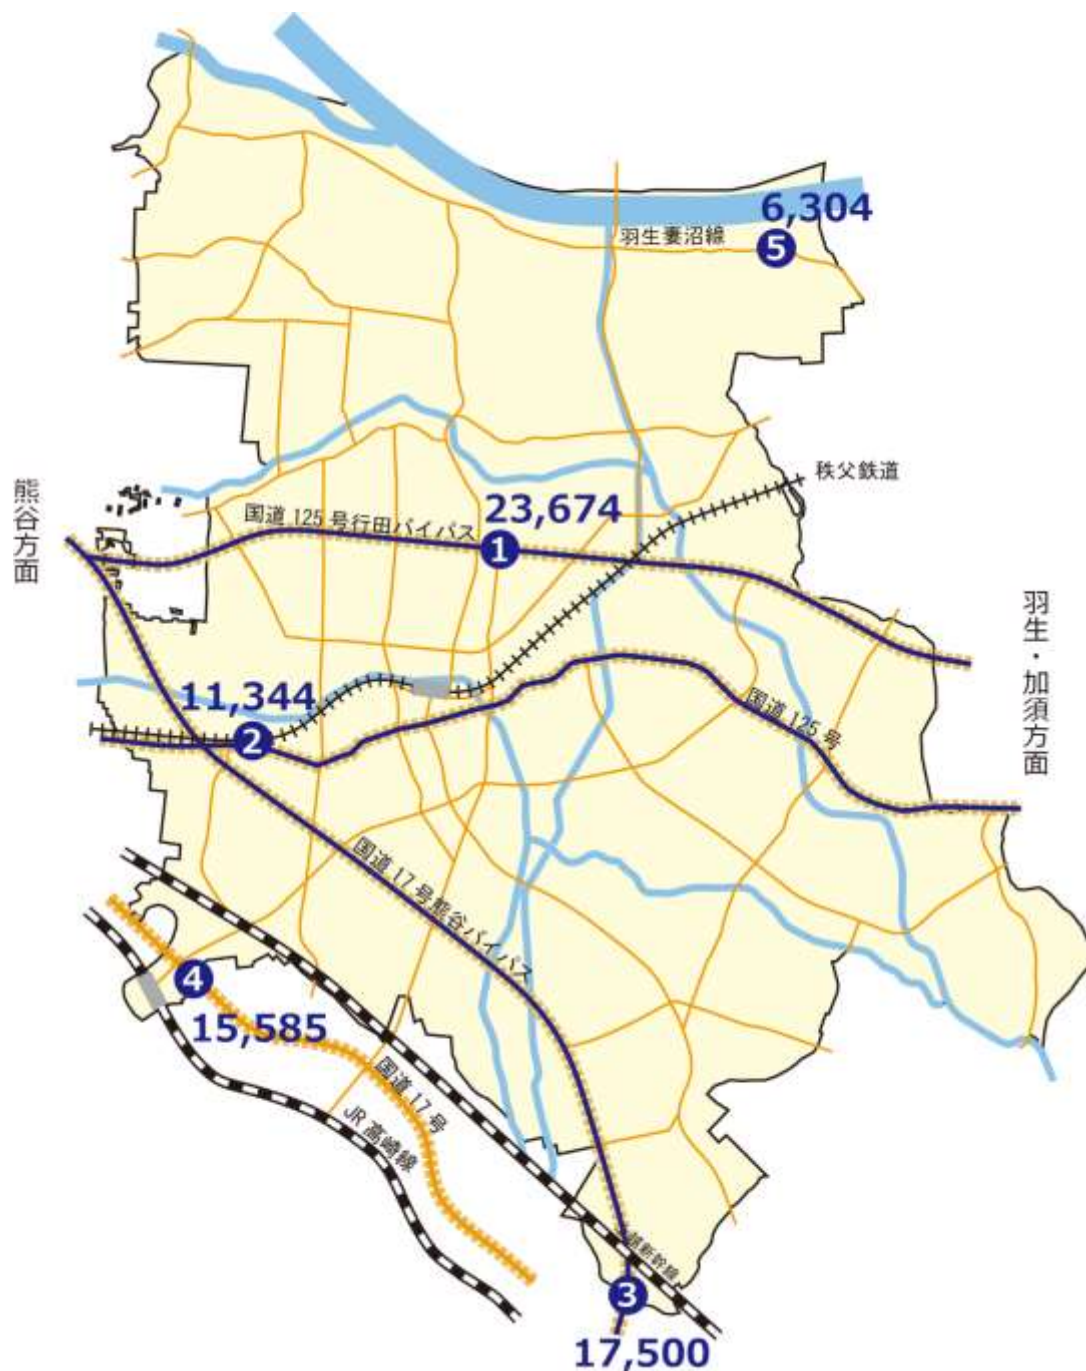 6,304
羽生妻沼線
5
秩父鉄道
熊谷方面
23,674
国道125号行田バイパス
1
羽生・加須方面
11,344
2
国道125号
国道17号熊谷バイパス
4
15,585
国道17号
JR高崎線
越新幹線
3
17,500